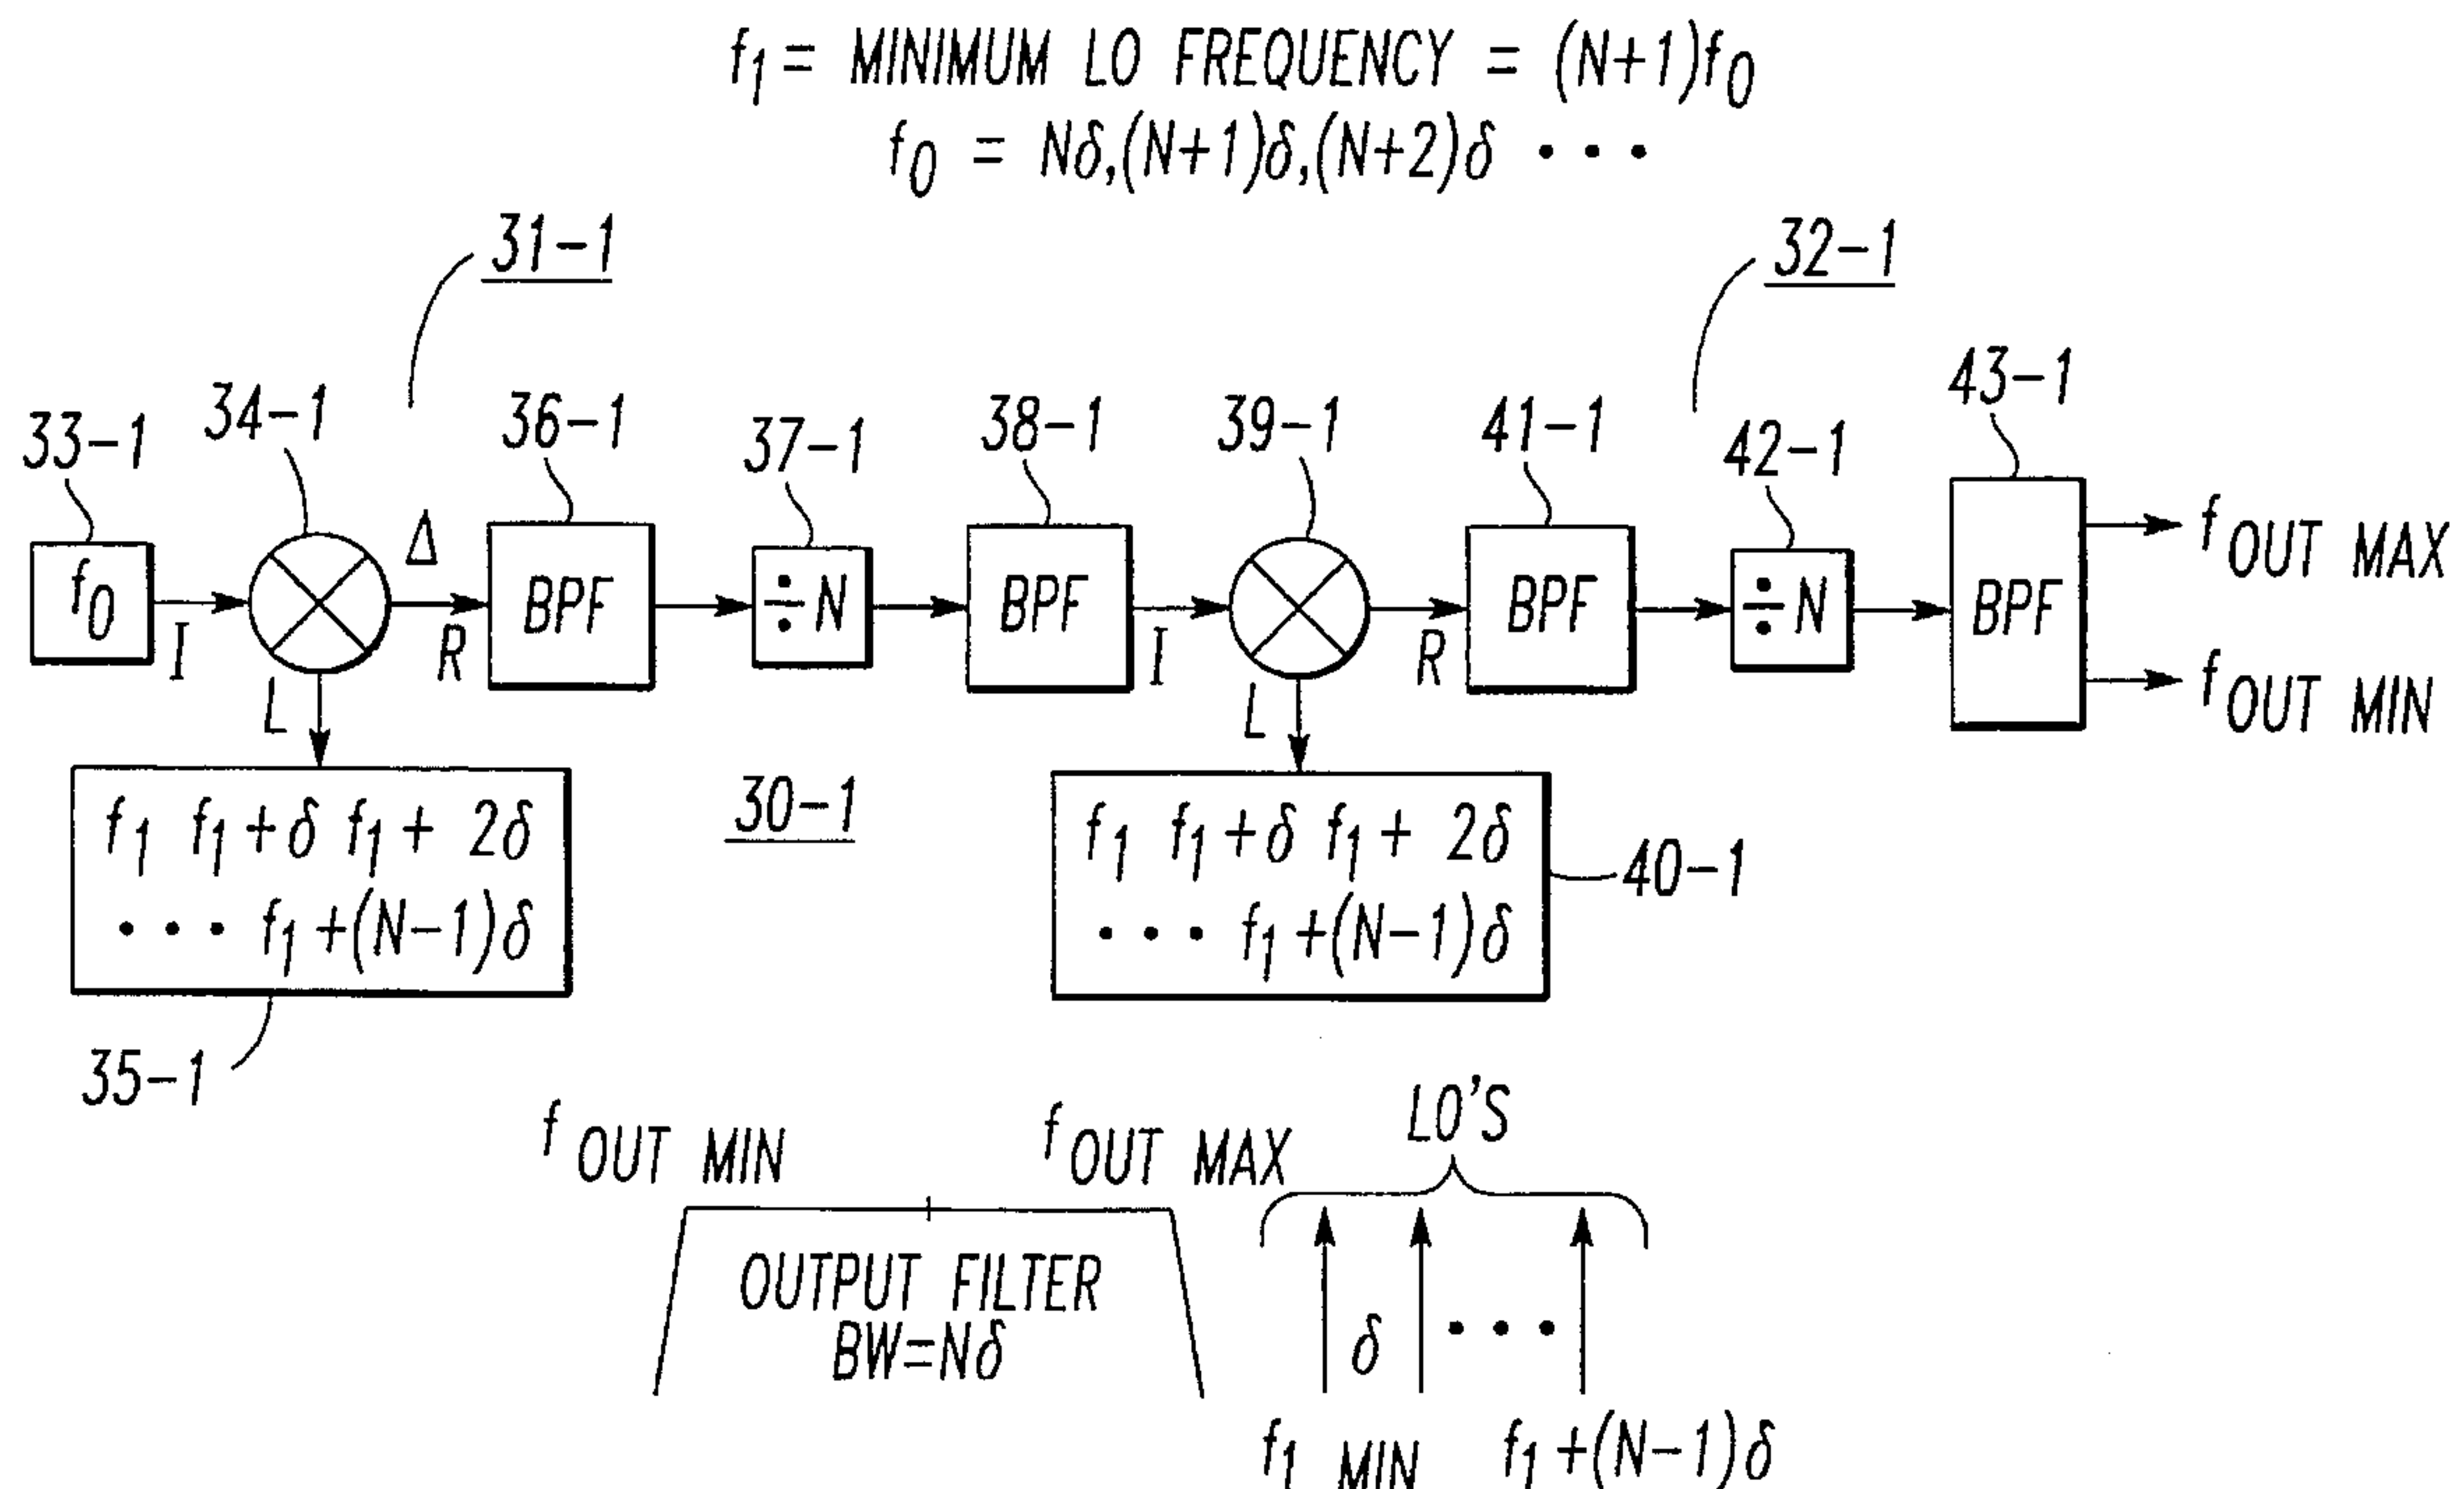 f1 = MINIMUM LO FREQUENCY = (N+1)f0
f0 = Nδ,(N+1)δ,(N+2)δ • • •
31-1
32-1
33-1
34-1
36-1
37-1
38-1
39-1
41-1
42-1
43-1
f0
I
L
Δ
R
BPF
÷N
BPF
I
L
R
BPF
÷N
BPF
fOUT MAX
fOUT MIN
f1 f1+δ f1+ 2δ
• • • f1+(N-1)δ
35-1
30-1
f1 f1+δ f1+ 2δ
• • • f1+(N-1)δ
40-1
fOUT MIN
fOUT MAX
LO'S
OUTPUT FILTER
BW=Nδ
δ • • •
f1 MIN
f1+(N-1)δ